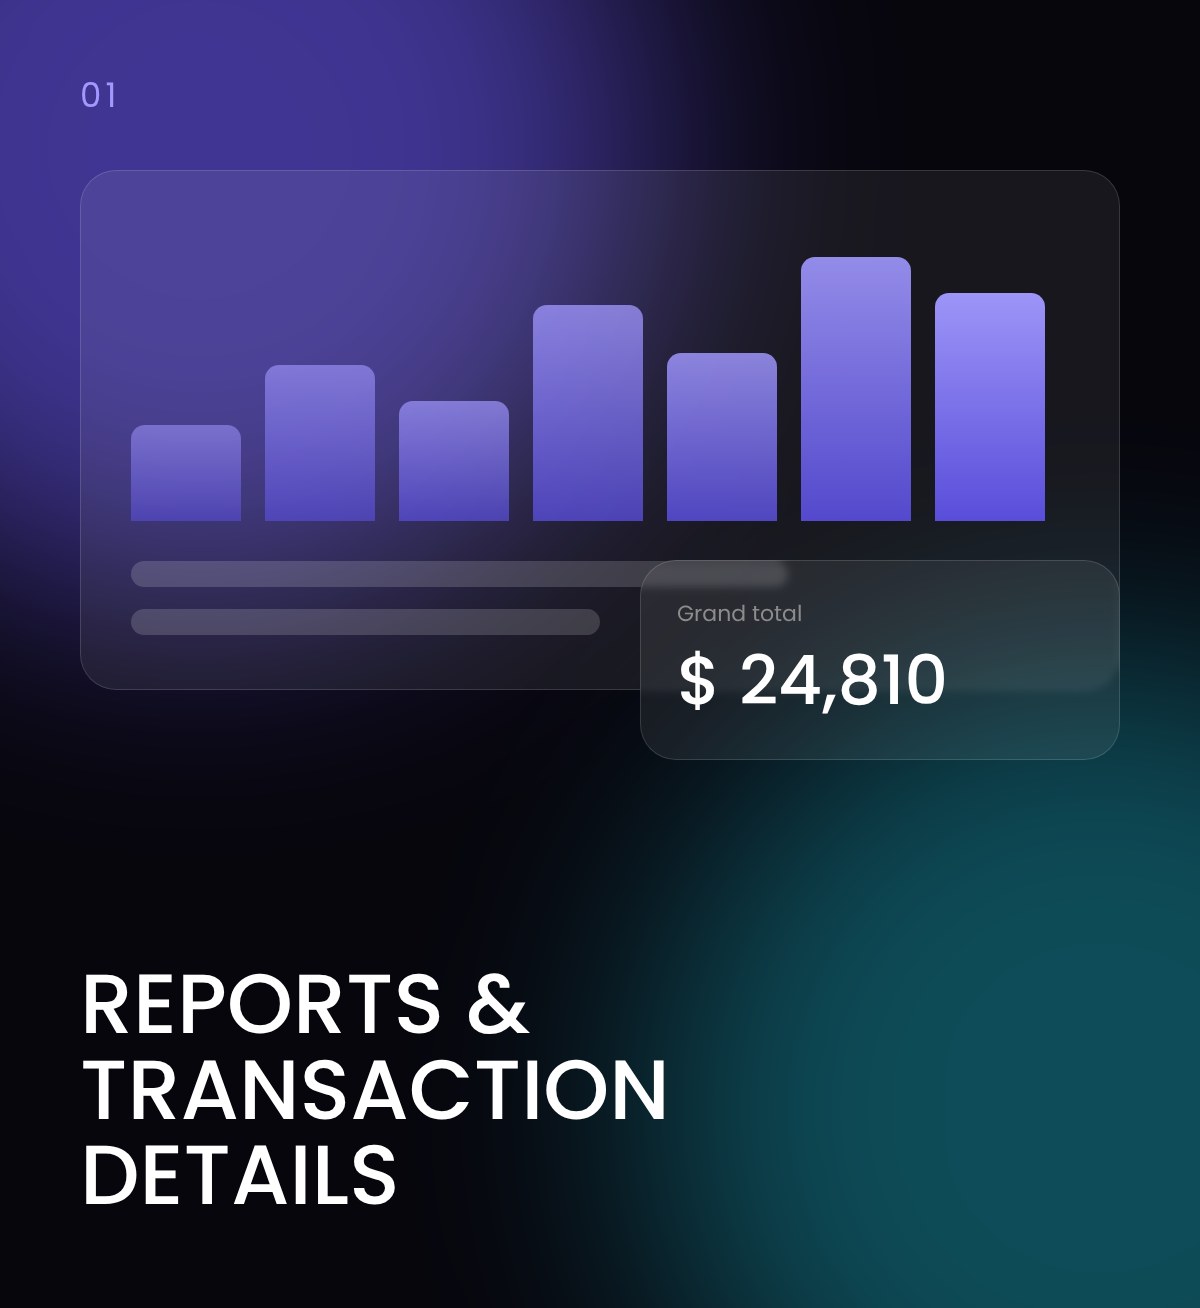 01
Grand total
$ 24,810
REPORTS &
TRANSACTION
DETAILS